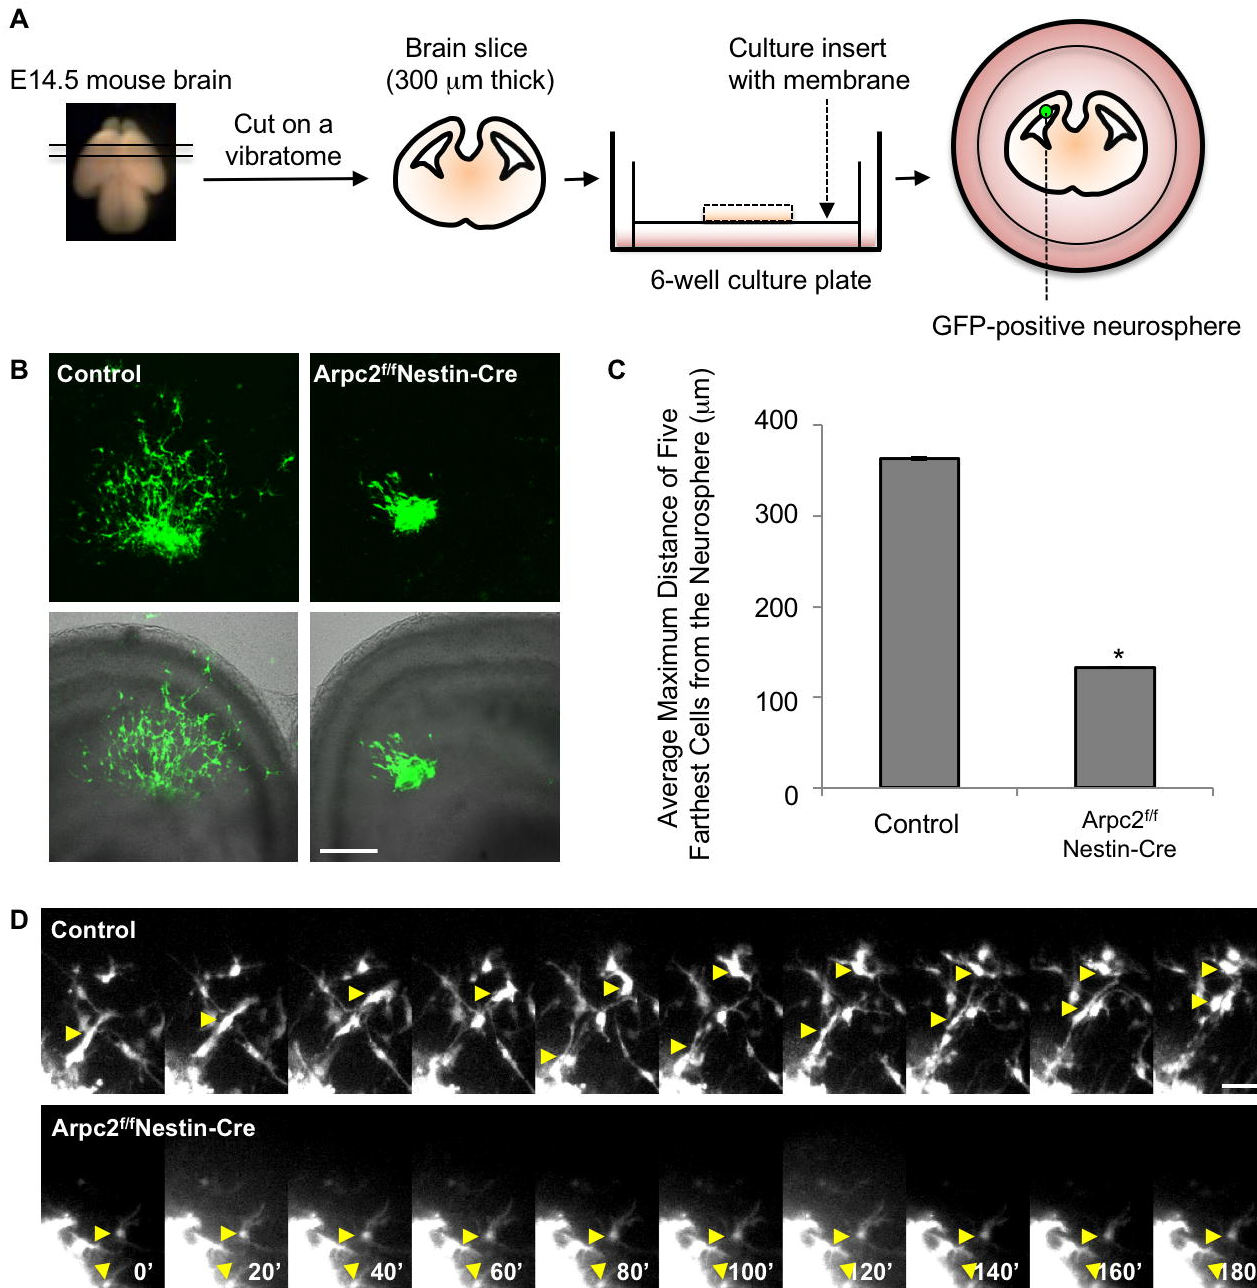 A
E14.5 mouse brain
Cut on a
vibratome
Brain slice
(300 μm thick)
Culture insert
with membrane
6-well culture plate
GFP-positive neurosphere
B
Control
Arpc2f/fNestin-Cre
C
Average Maximum Distance of Five
Farthest Cells from the Neurosphere (μm)
400
300
200
100
0
*
Control
Arpc2f/f
Nestin-Cre
D
Control
Arpc2f/fNestin-Cre
0’ 20’ 40’ 60’ 80’ 100’ 120’ 140’ 160’ 180